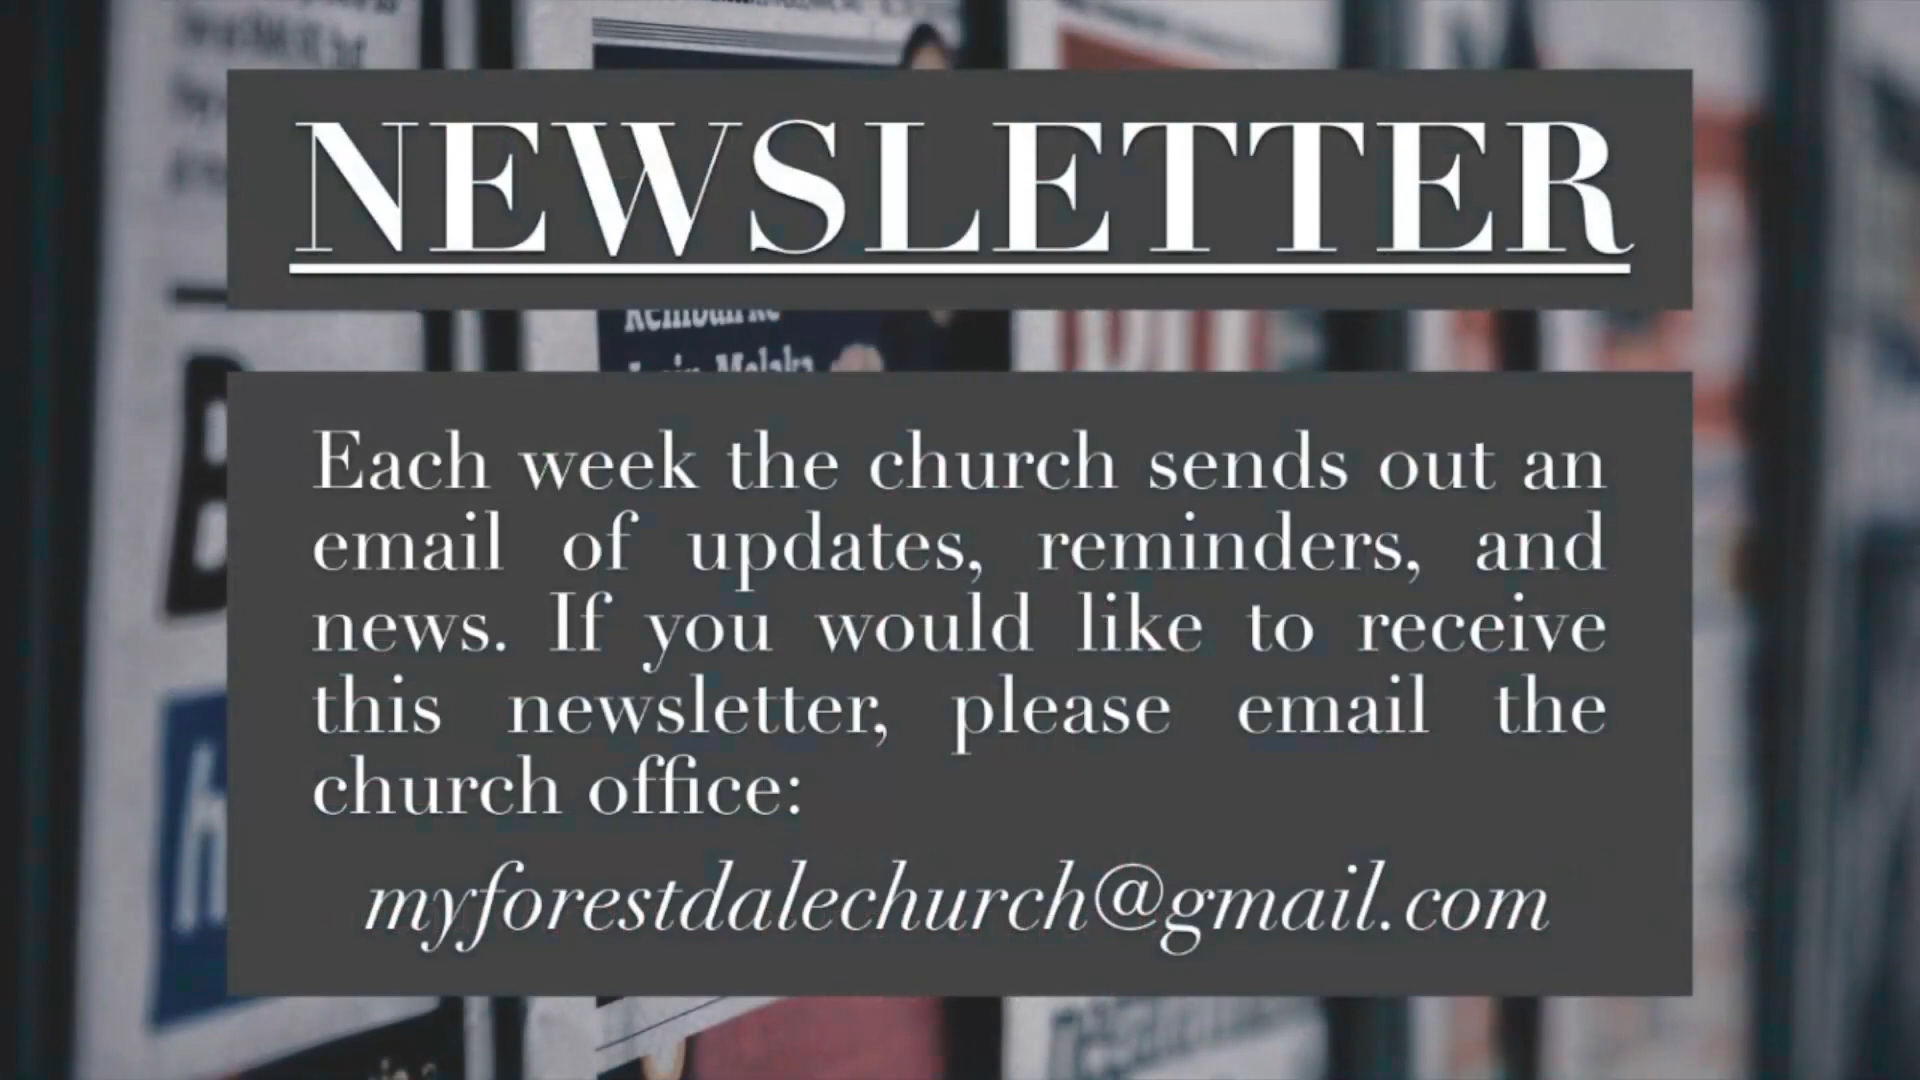 NEWSLETTER
Each week the church sends out an
email of updates, reminders, and
news. If you would like to receive
this newsletter, please email the
church office:
myforestdalechurch@gmail.com